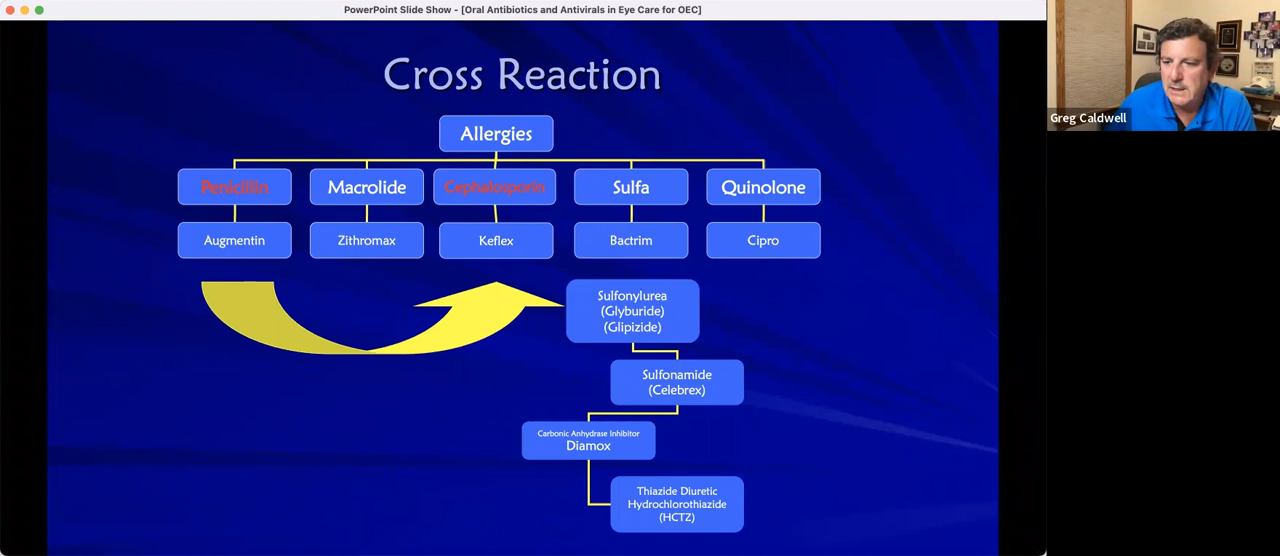 PowerPoint Slide Show - [Oral Antibiotics and Antivirals in Eye Care for OEC]
Greg Caldwell
Cross Reaction
Allergies
Penicillin
Macrolide
Cephalosporin
Sulfa
Quinolone
Augmentin
Zithromax
Keflex
Bactrim
Cipro
Sulfonylurea
(Glyburide)
(Glipizide)
Sulfonamide
(Celebrex)
Carbonic Anhydrase Inhibitor
Diamox
Thiazide Diuretic
Hydrochlorothiazide
(HCTZ)